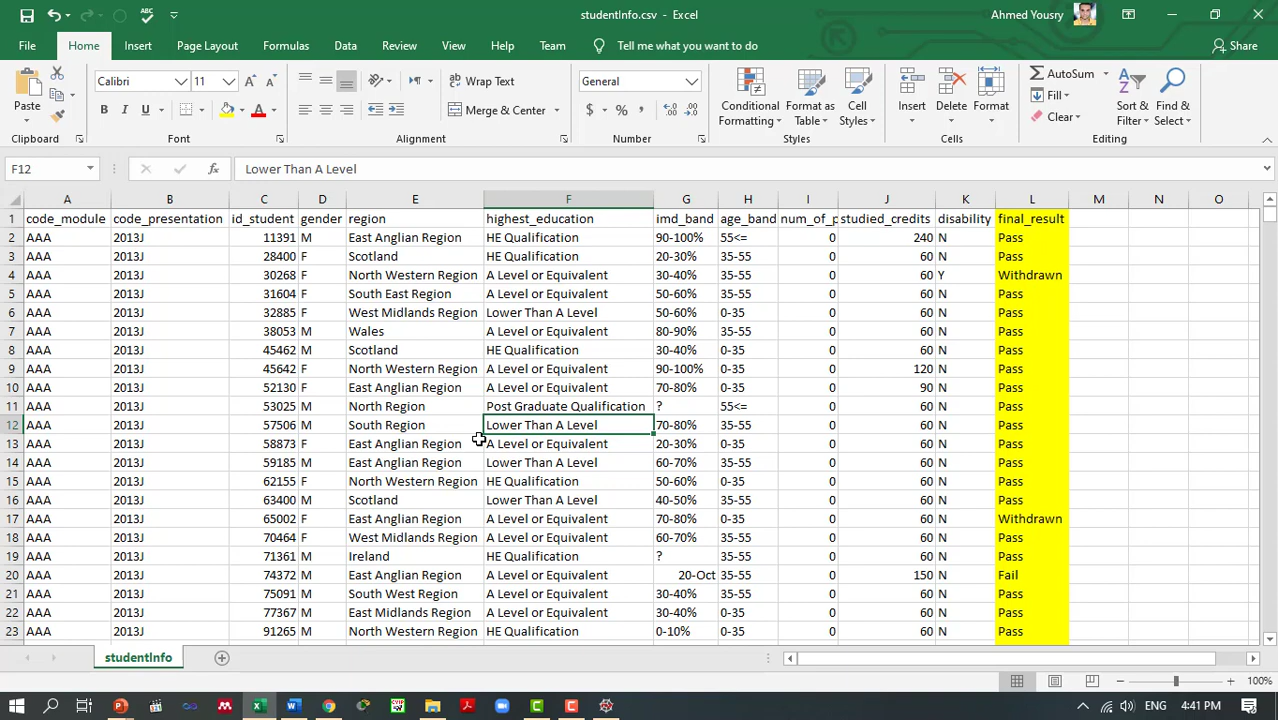 studentInfo.csv - Excel
Ahmed Yousry
File Home Insert Page Layout Formulas Data Review View Help Team Tell me what you want to do Share
Paste
Calibri 11
B I U
Wrap Text
Merge & Center
General
$ % ,
Conditional Formatting
Format as Table
Cell Styles
Insert Delete Format
AutoSum
Fill
Clear
Sort & Filter
Find & Select
Clipboard Font Alignment Number Styles Cells Editing
F12 fx Lower Than A Level
A B C D E F G H I J K L M N O
1 code_module code_presentation id_student gender region highest_education imd_band age_band num_of_p studied_credits disability final_result
2 AAA 2013J 11391 M East Anglian Region HE Qualification 90-100% 55<= 0 240 N Pass
3 AAA 2013J 28400 F Scotland HE Qualification 20-30% 35-55 0 60 N Pass
4 AAA 2013J 30268 F North Western Region A Level or Equivalent 30-40% 35-55 0 60 Y Withdrawn
5 AAA 2013J 31604 F South East Region A Level or Equivalent 50-60% 35-55 0 60 N Pass
6 AAA 2013J 32885 F West Midlands Region Lower Than A Level 50-60% 0-35 0 60 N Pass
7 AAA 2013J 38053 M Wales A Level or Equivalent 80-90% 35-55 0 60 N Pass
8 AAA 2013J 45462 M Scotland HE Qualification 30-40% 0-35 0 60 N Pass
9 AAA 2013J 45642 F North Western Region A Level or Equivalent 90-100% 0-35 0 120 N Pass
10 AAA 2013J 52130 F East Anglian Region A Level or Equivalent 70-80% 0-35 0 90 N Pass
11 AAA 2013J 53025 M North Region Post Graduate Qualification ? 55<= 0 60 N Pass
12 AAA 2013J 57506 M South Region Lower Than A Level 70-80% 35-55 0 60 N Pass
13 AAA 2013J 58873 F East Anglian Region A Level or Equivalent 20-30% 0-35 0 60 N Pass
14 AAA 2013J 59185 M East Anglian Region Lower Than A Level 60-70% 35-55 0 60 N Pass
15 AAA 2013J 62155 F North Western Region HE Qualification 50-60% 0-35 0 60 N Pass
16 AAA 2013J 63400 M Scotland Lower Than A Level 40-50% 35-55 0 60 N Pass
17 AAA 2013J 65002 F East Anglian Region A Level or Equivalent 70-80% 0-35 0 60 N Withdrawn
18 AAA 2013J 70464 F West Midlands Region A Level or Equivalent 60-70% 35-55 0 60 N Pass
19 AAA 2013J 71361 M Ireland HE Qualification ? 35-55 0 60 N Pass
20 AAA 2013J 74372 M East Anglian Region A Level or Equivalent 20-Oct 35-55 0 150 N Fail
21 AAA 2013J 75091 M South West Region A Level or Equivalent 30-40% 35-55 0 60 N Pass
22 AAA 2013J 77367 M East Midlands Region A Level or Equivalent 30-40% 0-35 0 60 N Pass
23 AAA 2013J 91265 M North Western Region HE Qualification 0-10% 0-35 0 60 N Pass
studentInfo
100%
ENG 4:41 PM